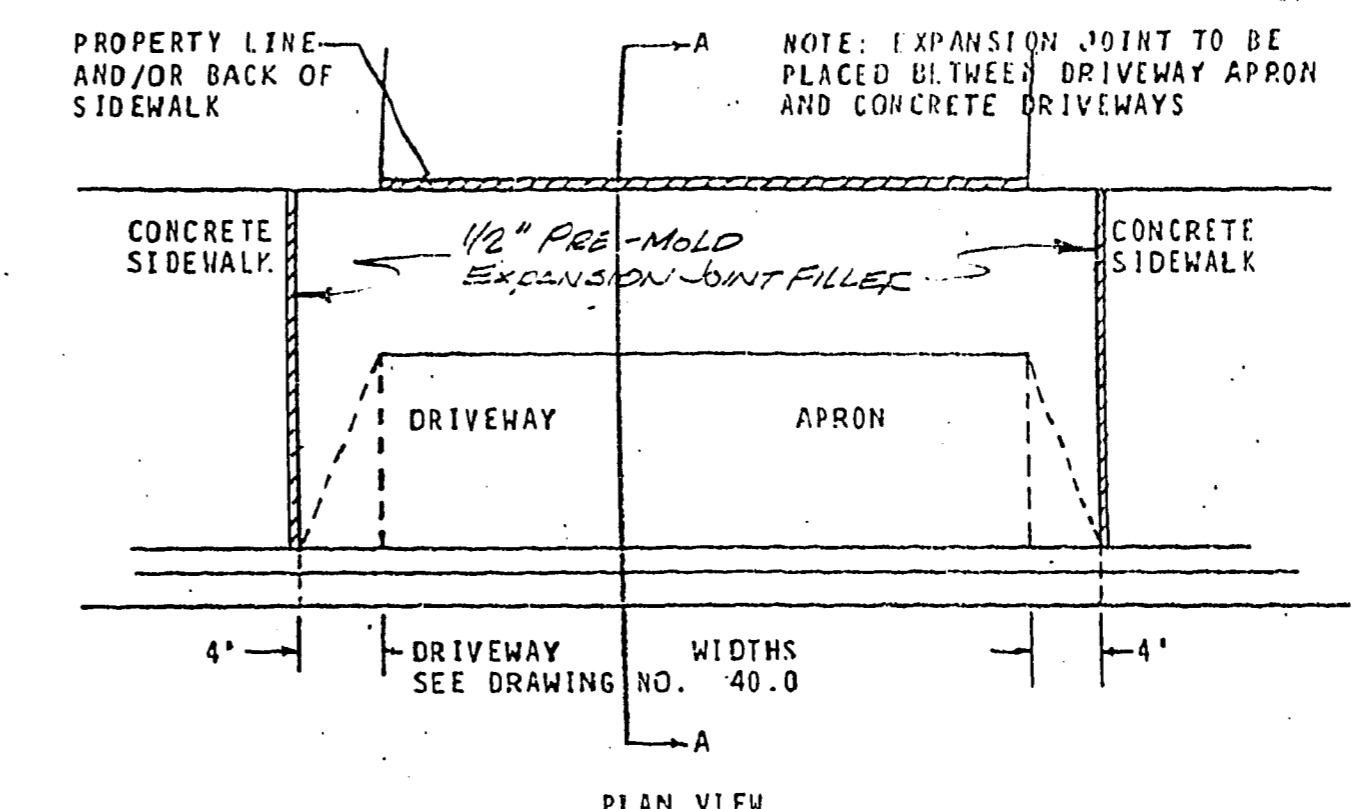 PROPERTY LINE
AND/OR BACK OF
SIDEWALK
A
NOTE: EXPANSION JOINT TO BE
PLACED BETWEEN DRIVEWAY APRON
AND CONCRETE DRIVEWAYS
CONCRETE
SIDEWALK
1/2" PRE-MOLD
EXPANSION JOINT FILLER
CONCRETE
SIDEWALK
DRIVEWAY APRON
4'
DRIVEWAY WIDTHS
SEE DRAWING NO. 40.0
4'
A
PLAN VIEW